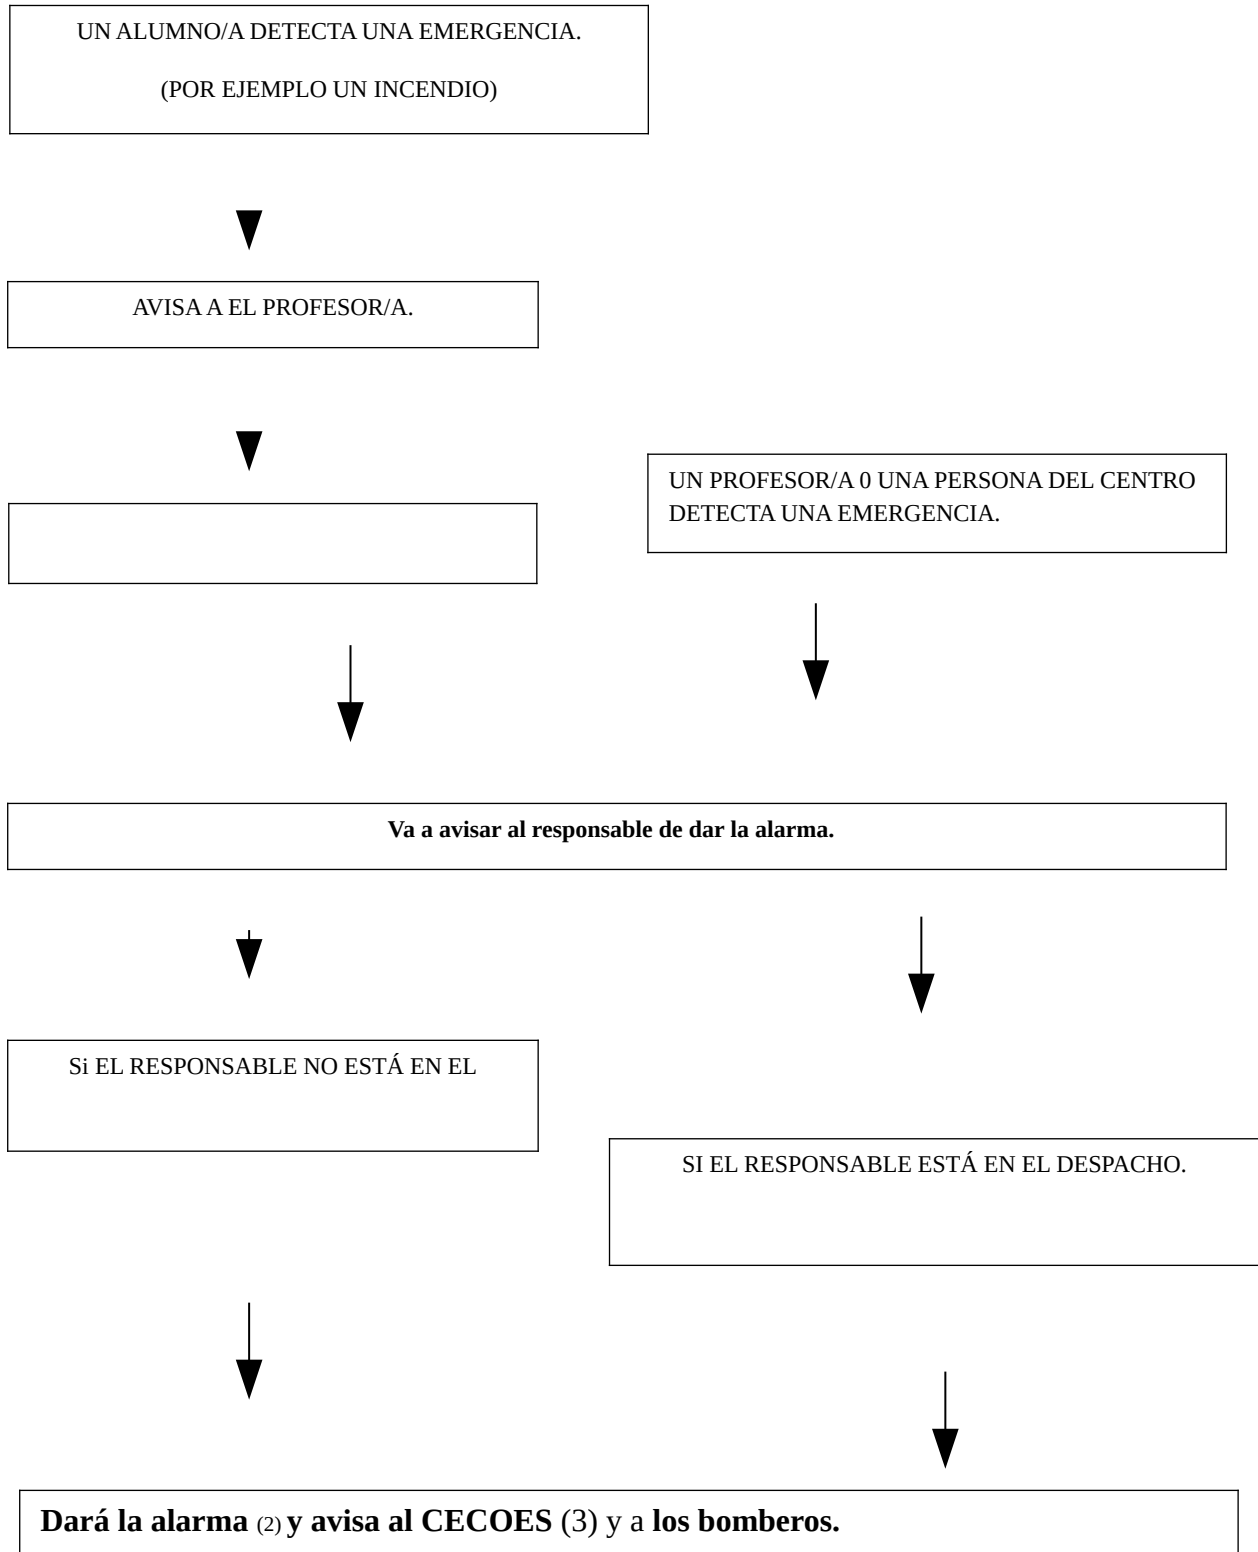 UN ALUMNO/A DETECTA UNA EMERGENCIA.
(POR EJEMPLO UN INCENDIO)
AVISA A EL PROFESOR/A.
UN PROFESOR/A 0 UNA PERSONA DEL CENTRO
DETECTA UNA EMERGENCIA.
Va a avisar al responsable de dar la alarma.
Si EL RESPONSABLE NO ESTÁ EN EL
SI EL RESPONSABLE ESTÁ EN EL DESPACHO.
Dará la alarma (2) y avisa al CECOES (3) y a los bomberos.